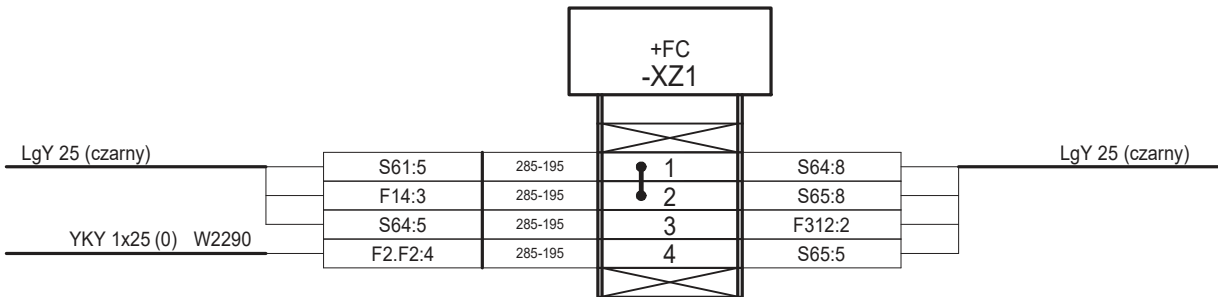 +FC
-XZ1
LgY 25 (czarny)
LgY 25 (czarny)
S61:5 285-195 1 S64:8
F14:3 285-195 2 S65:8
S64:5 285-195 3 F312:2
YKY 1x25 (0) W2290
F2.F2:4 285-195 4 S65:5